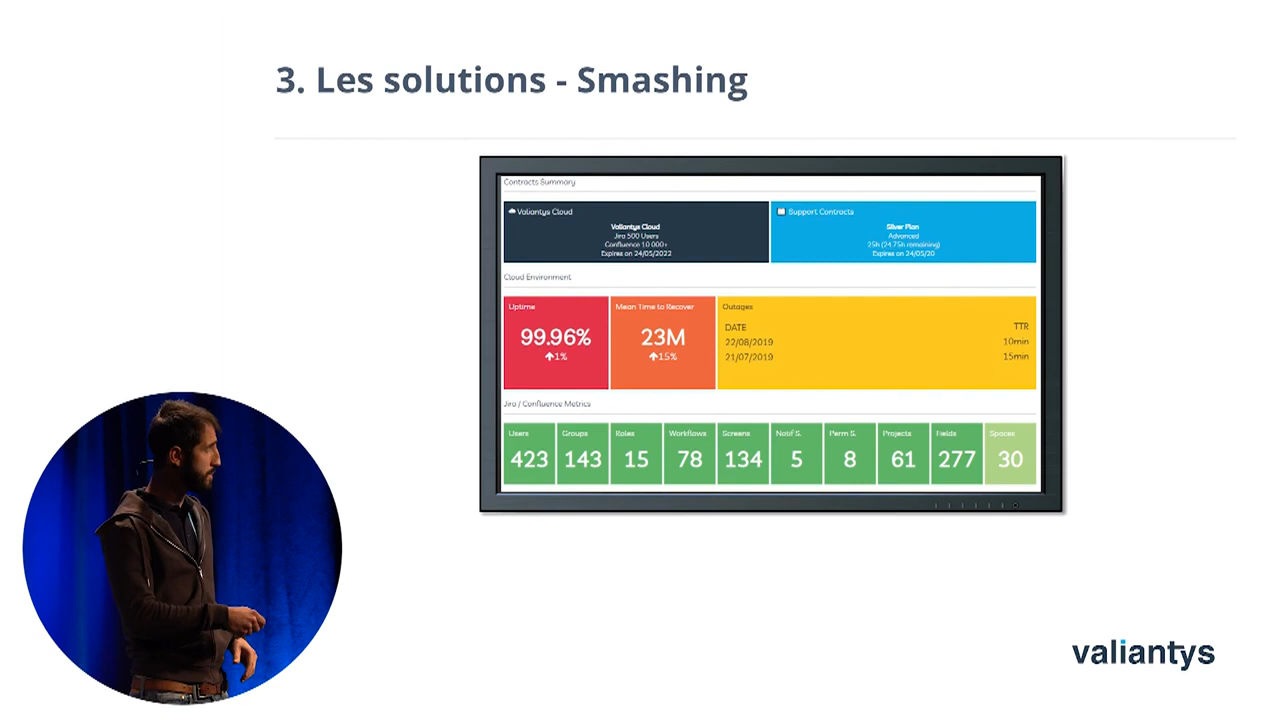 3. Les solutions - Smashing
Contracts Summary
Valiantys Cloud
Valiantys Cloud
Jira 500 Users
Confluence 10 000+
Expires on 24/05/2022
Support Contracts
Silver Plan
Advanced
25h (24.75h remaining)
Expires on 24/05/20
Cloud Environment
Uptime
99.96%
1%
Mean Time to Recover
23M
15%
Outages
DATE TTR
22/08/2019 10min
21/07/2019 15min
Jira / Confluence Metrics
Users Groups Roles Workflows Screens Notif S. Perm S. Projects Fields Spaces
423 143 15 78 134 5 8 61 277 30
valiantys